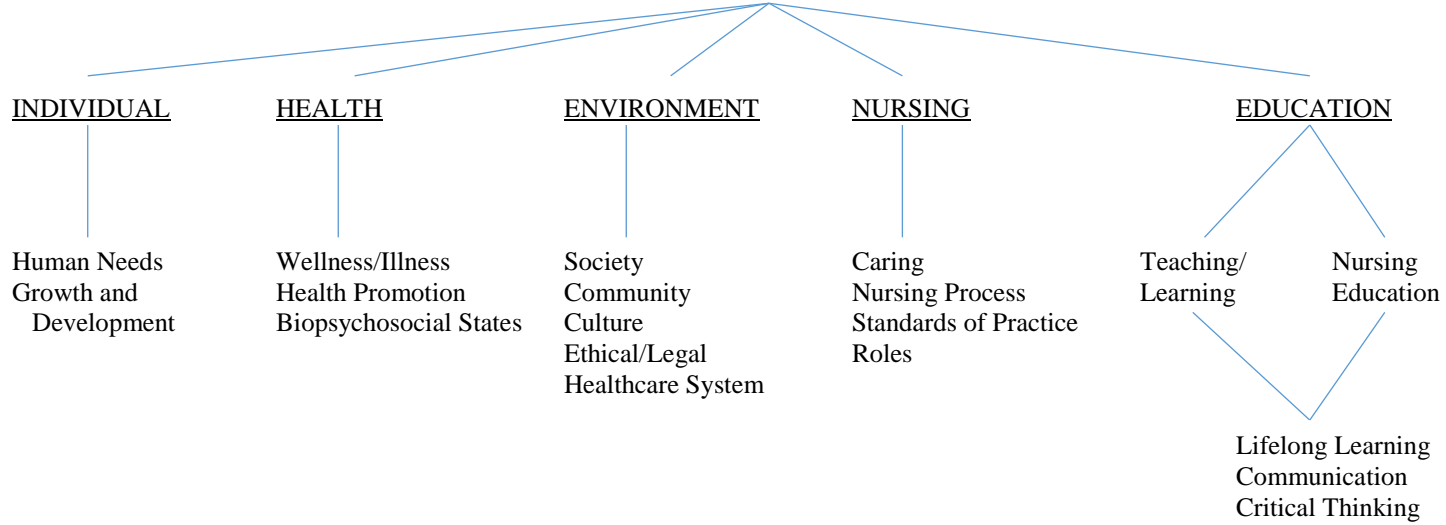 INDIVIDUAL
HEALTH
ENVIRONMENT
NURSING
EDUCATION
Human Needs
Growth and
Development
Wellness/Illness
Health Promotion
Biopsychosocial States
Society
Community
Culture
Ethical/Legal
Healthcare System
Caring
Nursing Process
Standards of Practice
Roles
Teaching/
Learning
Nursing
Education
Lifelong Learning
Communication
Critical Thinking